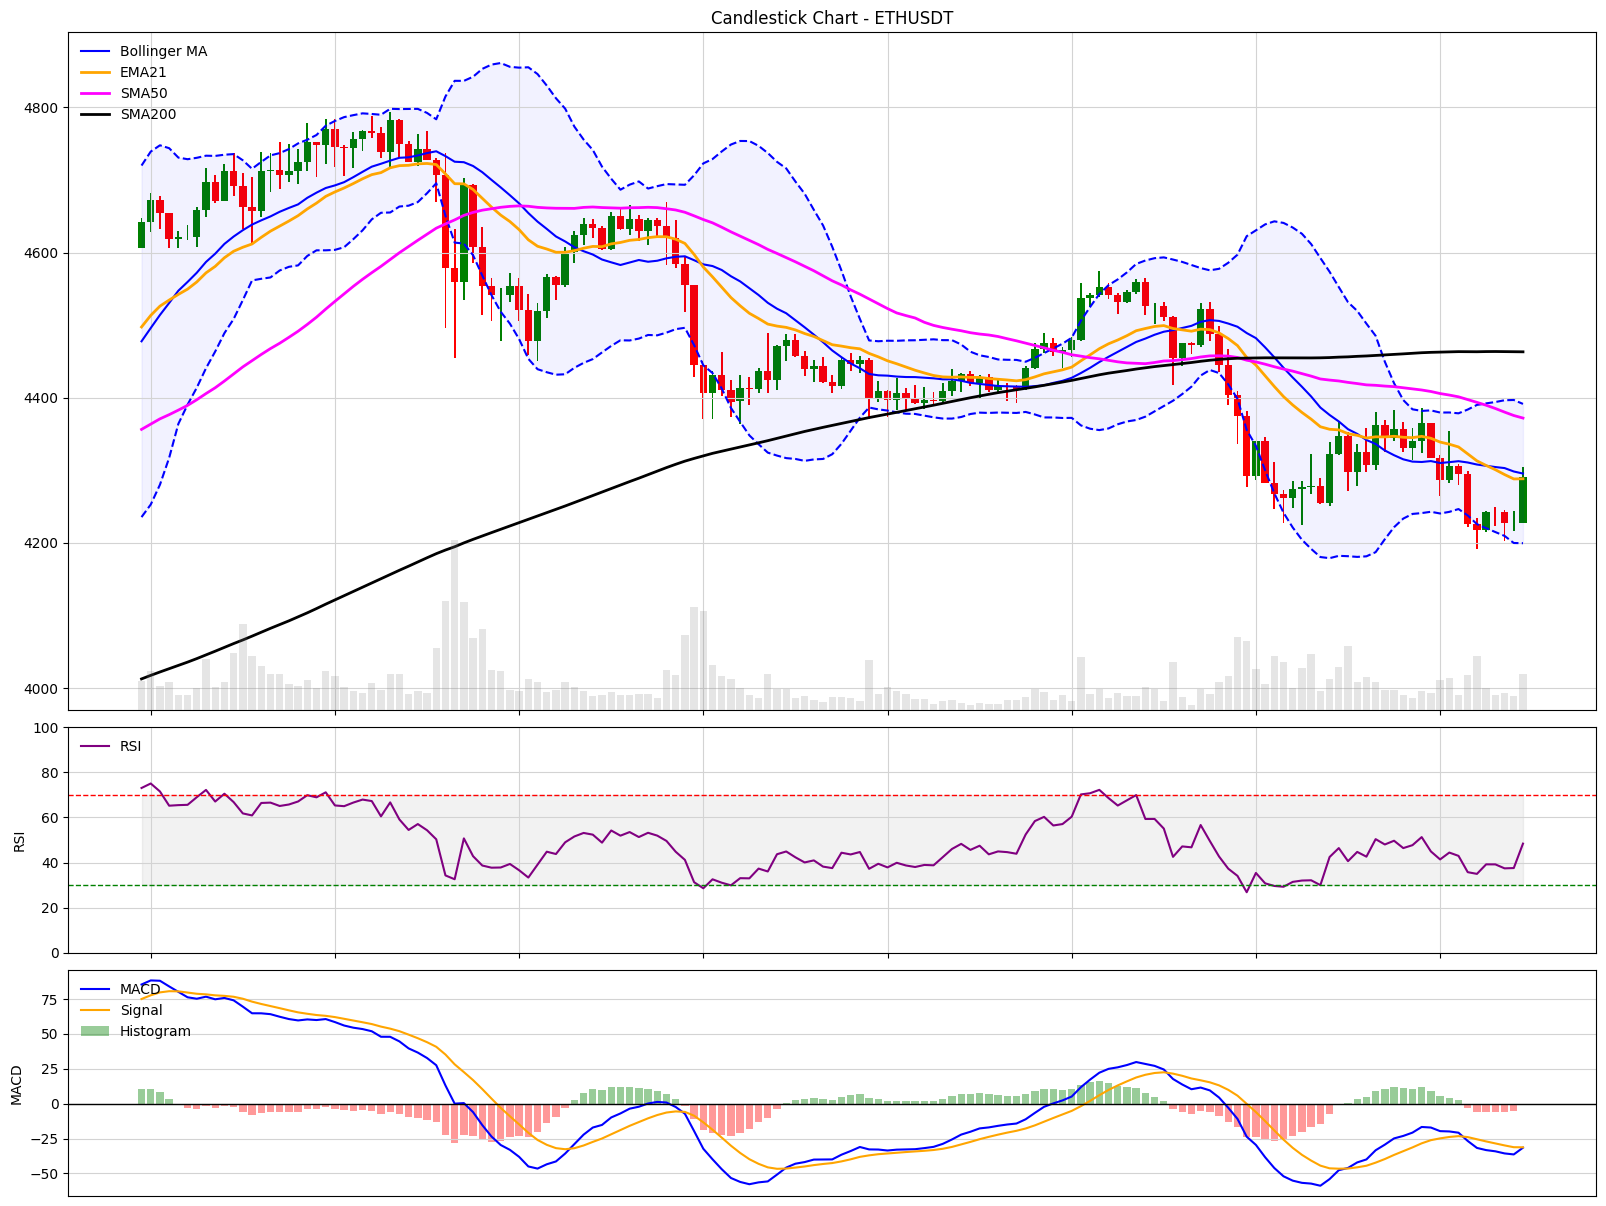 Candlestick Chart - ETHUSDT
Bollinger MA
EMA21
SMA50
SMA200
4800
4600
4400
4200
4000
100
80
60
40
20
0
RSI
RSI
75
50
25
0
−25
−50
MACD
MACD
Signal
Histogram